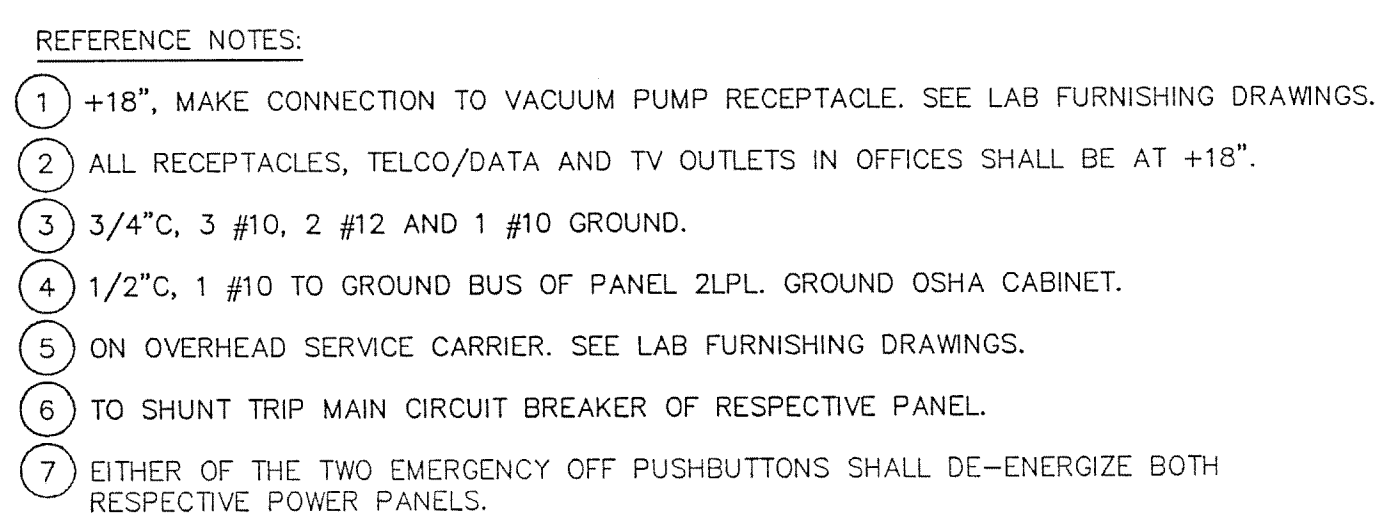 REFERENCE NOTES:
1 +18", MAKE CONNECTION TO VACUUM PUMP RECEPTACLE. SEE LAB FURNISHING DRAWINGS.
2 ALL RECEPTACLES, TELCO/DATA AND TV OUTLETS IN OFFICES SHALL BE AT +18".
3 3/4"C, 3 #10, 2 #12 AND 1 #10 GROUND.
4 1/2"C, 1 #10 TO GROUND BUS OF PANEL 2LPL. GROUND OSHA CABINET.
5 ON OVERHEAD SERVICE CARRIER. SEE LAB FURNISHING DRAWINGS.
6 TO SHUNT TRIP MAIN CIRCUIT BREAKER OF RESPECTIVE PANEL.
7 EITHER OF THE TWO EMERGENCY OFF PUSHBUTTONS SHALL DE-ENERGIZE BOTH
RESPECTIVE POWER PANELS.